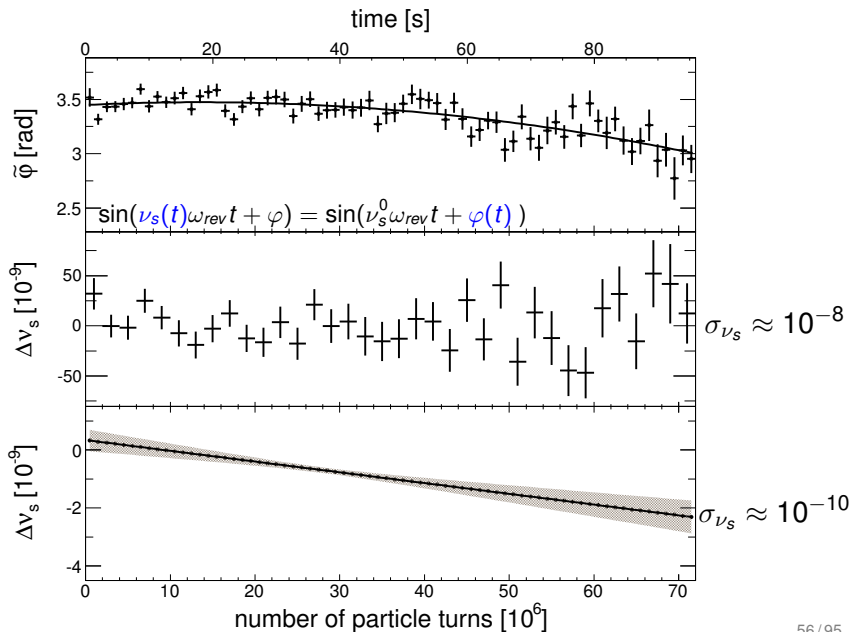 time [s]
0 20 40 60 80
φ̃ [rad]
3.5
3
2.5
sin(νₛ(t)ωᵣₑᵥt + φ) = sin(νₛ⁰ωᵣₑᵥt + φ(t) )
Δνₛ [10⁻⁹]
50
0
-50
σνₛ ≈ 10⁻⁸
Δνₛ [10⁻⁹]
0
-2
-4
σνₛ ≈ 10⁻¹⁰
0 10 20 30 40 50 60 70
number of particle turns [10⁶]
56/95